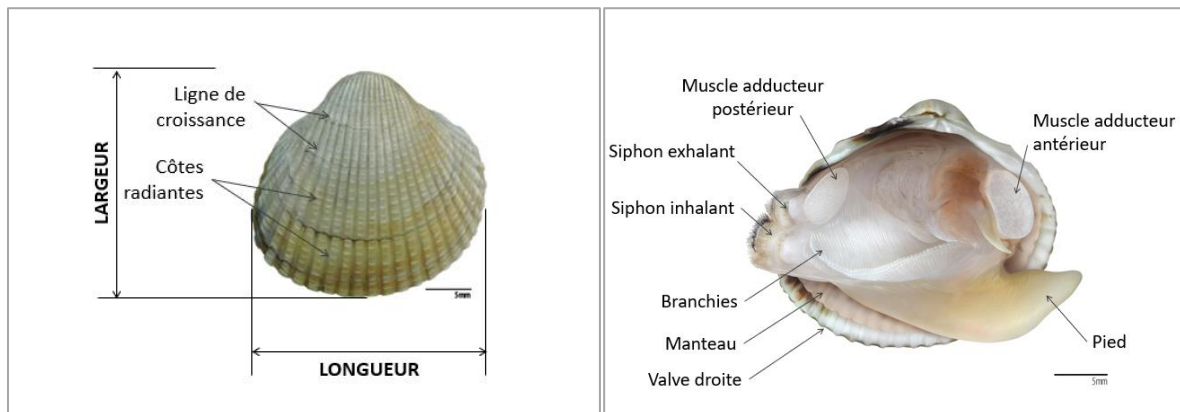 LARGEUR
Ligne de
croissance
Côtes
radiantes
5mm
LONGUEUR
Muscle adducteur
postérieur
Muscle adducteur
antérieur
Siphon exhalant
Siphon inhalant
Branchies
Manteau
Valve droite
Pied
5mm